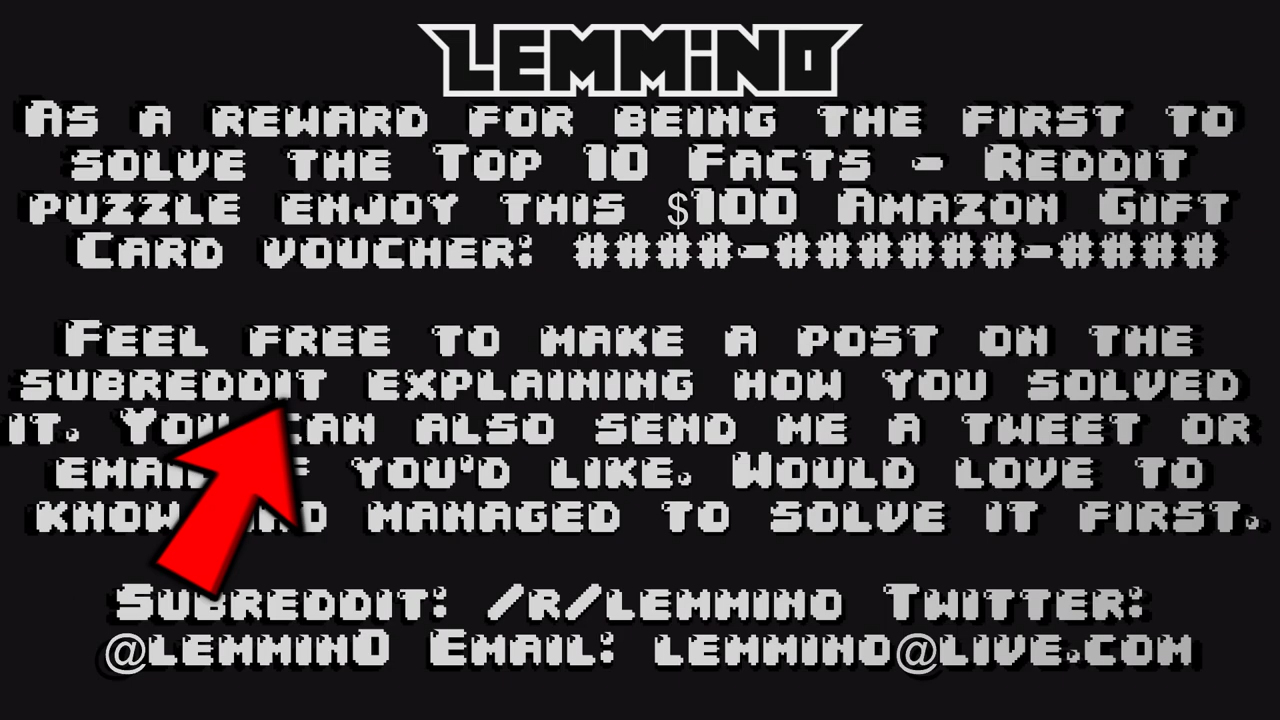 LEMMiNO
As a reward for being the first to
solve the Top 10 Facts - Reddit
puzzle enjoy this $100 Amazon Gift
Card voucher: ####-######-####
Feel free to make a post on the
subreddit explaining how you solved
it. You can also send me a tweet or
email if you'd like. Would love to
know who managed to solve it first.
Subreddit: /r/lemmino Twitter:
@lemmin0 Email: lemmino@live.com